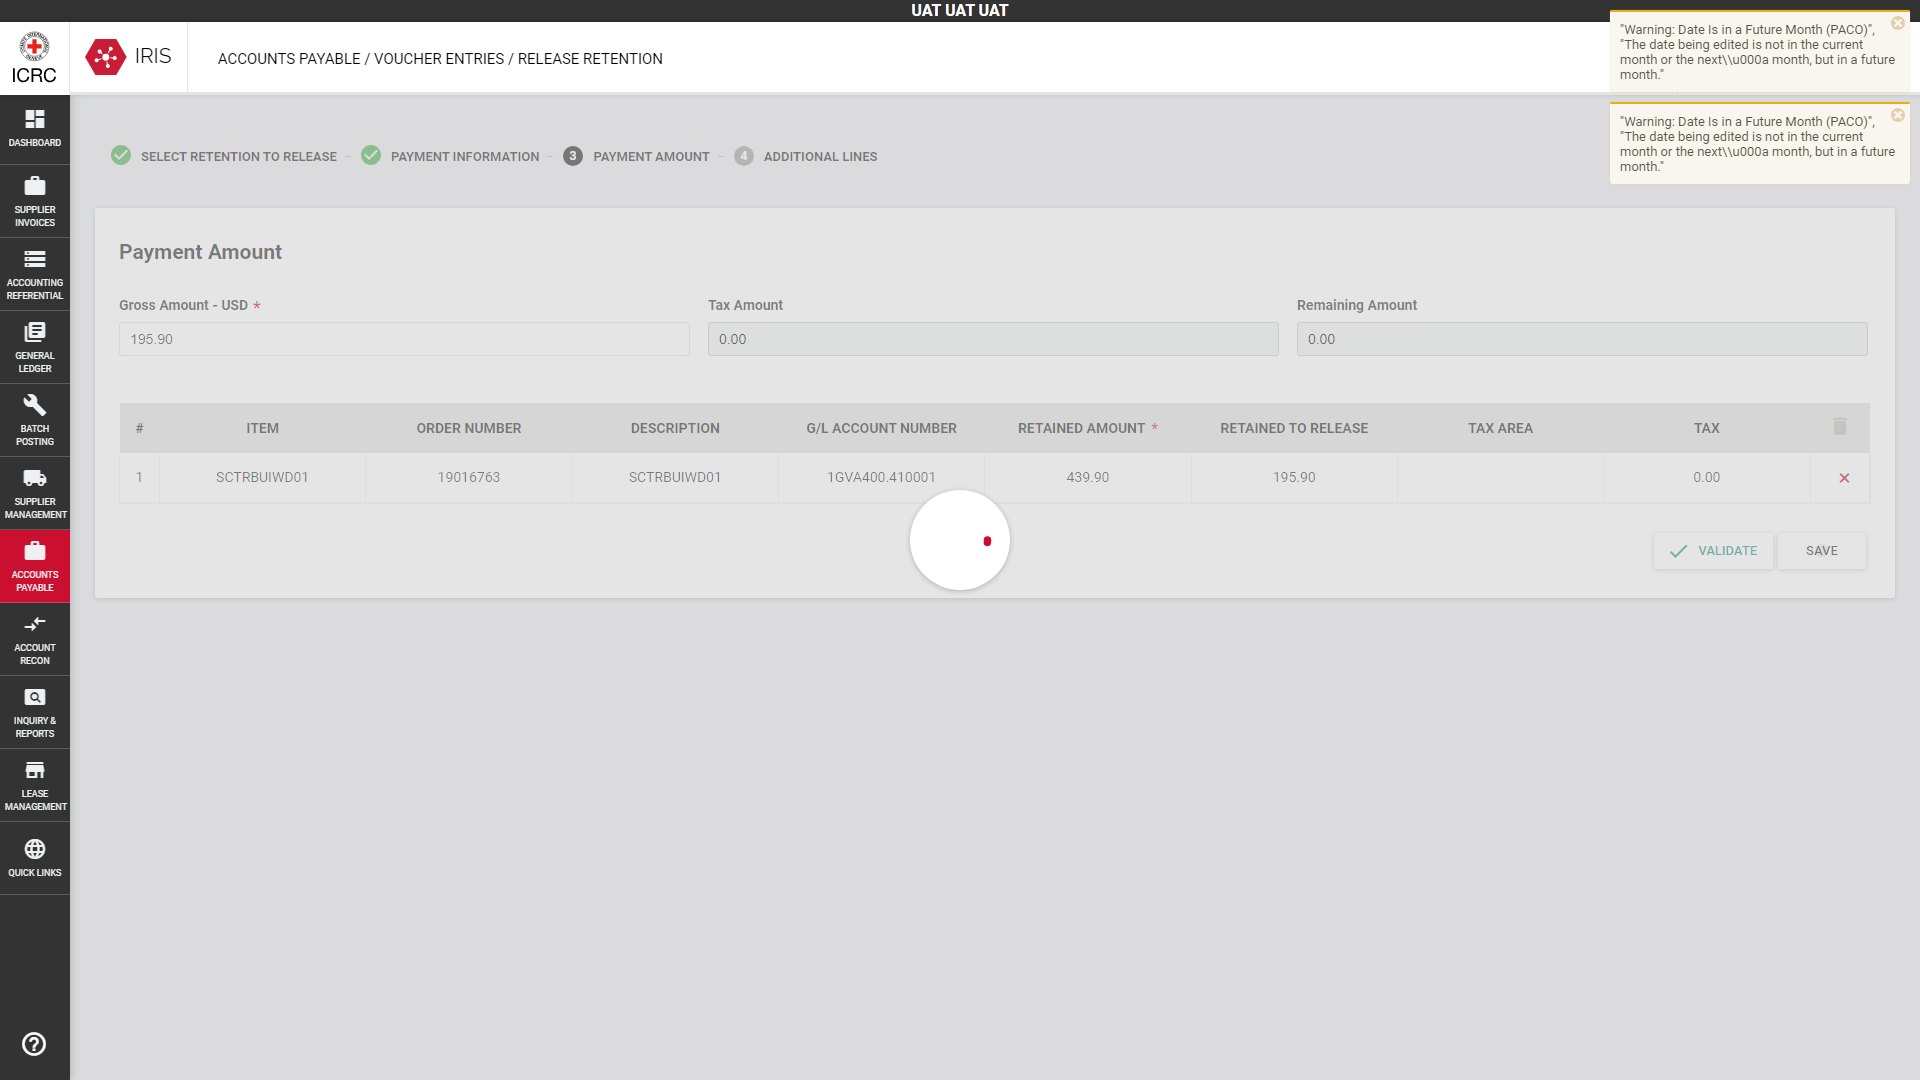 UAT UAT UAT
ICRC
IRIS
ACCOUNTS PAYABLE / VOUCHER ENTRIES / RELEASE RETENTION
"Warning: Date Is in a Future Month (PACO)",
"The date being edited is not in the current
month or the next\\u000a month, but in a future
month."
"Warning: Date Is in a Future Month (PACO)",
"The date being edited is not in the current
month or the next\\u000a month, but in a future
month."
DASHBOARD
SUPPLIER
INVOICES
ACCOUNTING
REFERENTIAL
GENERAL
LEDGER
BATCH
POSTING
SUPPLIER
MANAGEMENT
ACCOUNTS
PAYABLE
ACCOUNT
RECON
INQUIRY &
REPORTS
LEASE
MANAGEMENT
QUICK LINKS
SELECT RETENTION TO RELEASE
PAYMENT INFORMATION
3 PAYMENT AMOUNT
4 ADDITIONAL LINES
Payment Amount
Gross Amount - USD * Tax Amount Remaining Amount
195.90 0.00 0.00
# ITEM ORDER NUMBER DESCRIPTION G/L ACCOUNT NUMBER RETAINED AMOUNT * RETAINED TO RELEASE TAX AREA TAX
1 SCTRBUIWD01 19016763 SCTRBUIWD01 1GVA400.410001 439.90 195.90 0.00
VALIDATE SAVE